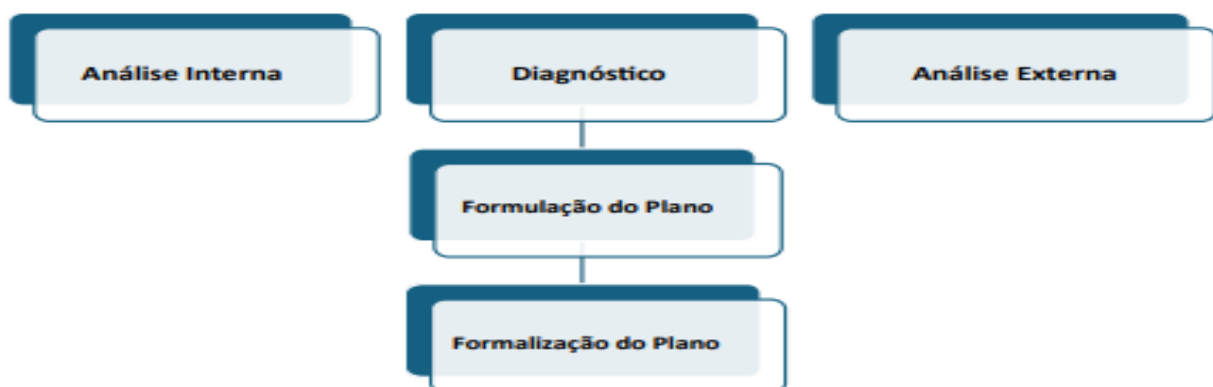 Análise Interna
Diagnóstico
Análise Externa
Formulação do Plano
Formalização do Plano